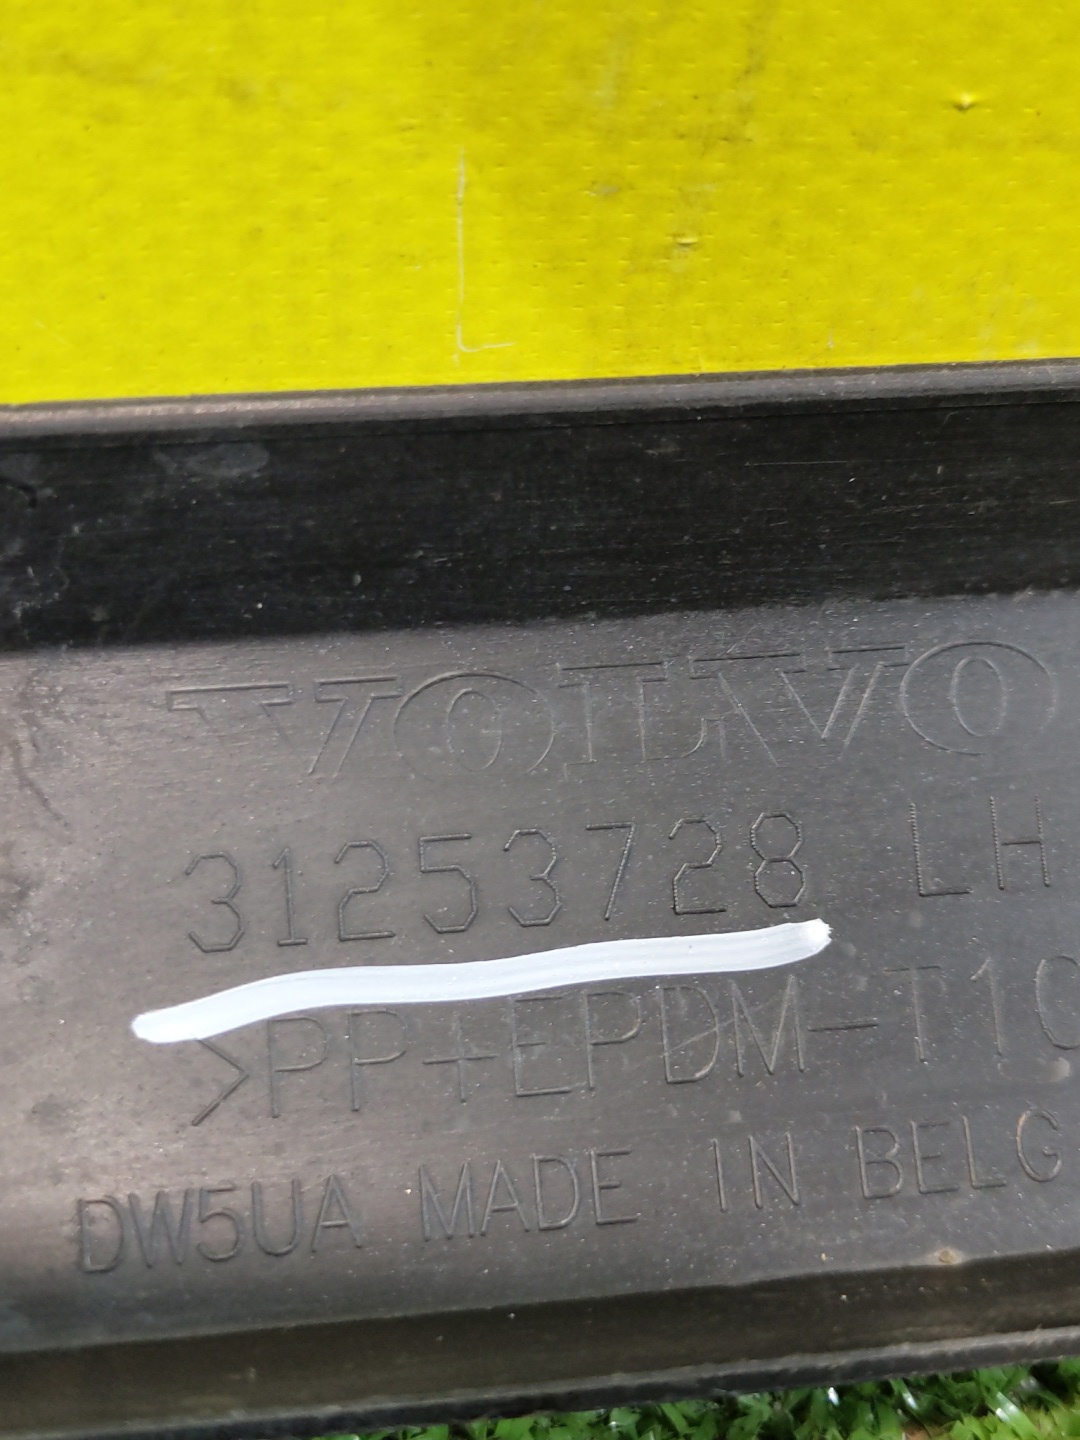 VOLVO
31253728 LH
>PP+EPDM-T10
DW5UA MADE IN BELG